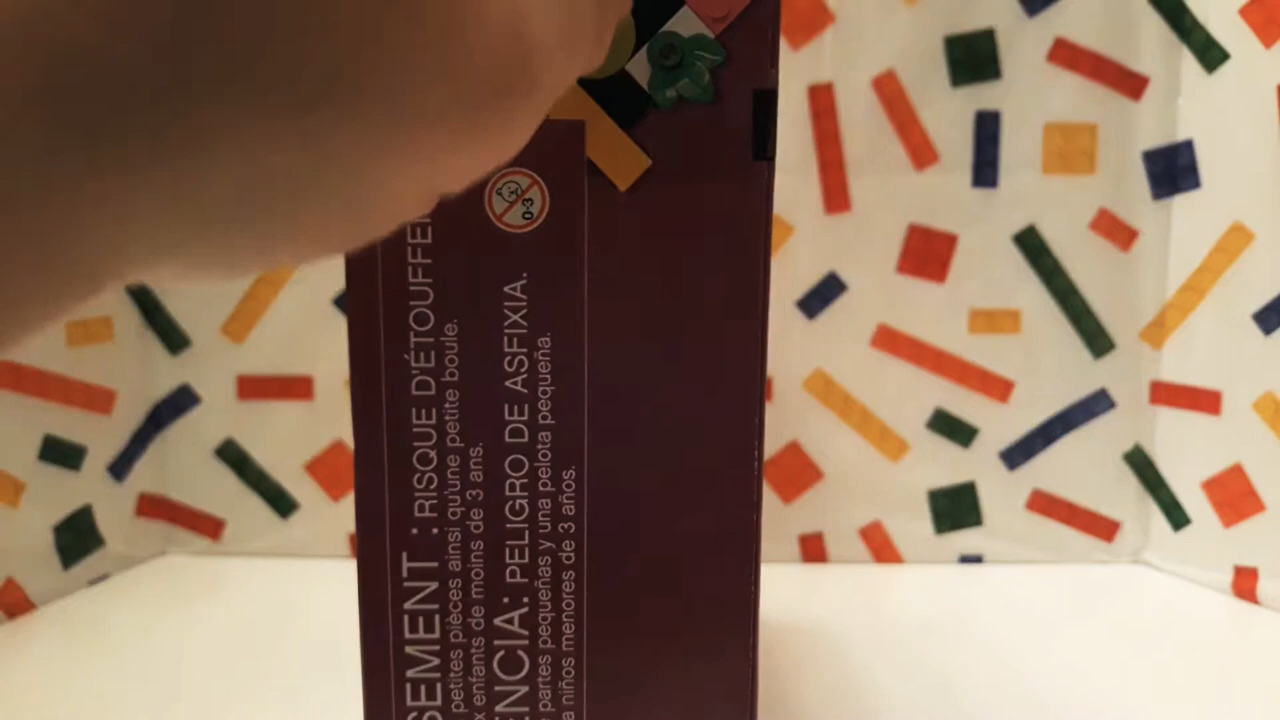 SEMENT : RISQUE D'ÉTOUFFE
petites pièces ainsi qu'une petite boule.
enfants de moins de 3 ans.
ENCIA: PELIGRO DE ASFIXIA.
partes pequeñas y una pelota pequeña.
a niños menores de 3 años.
0-3